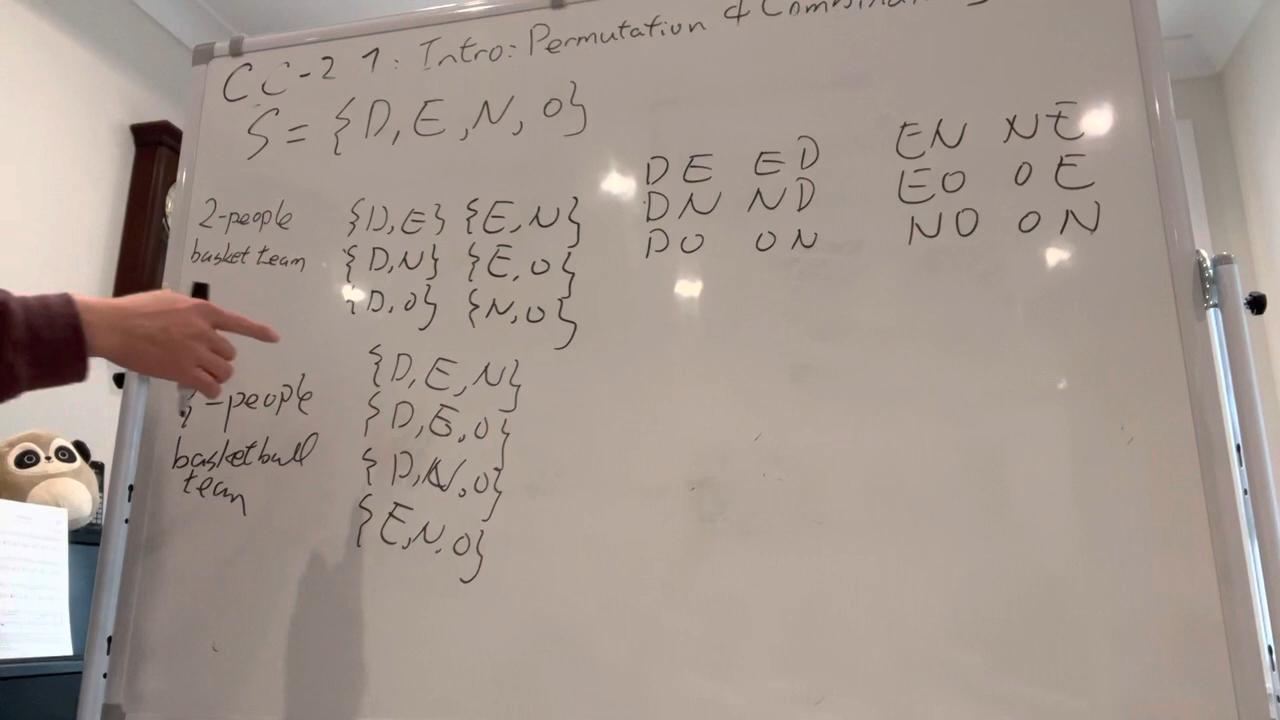 CC-2 1: Intro: Permutation &
S = {D, E, N, O}
2-people
basket team
{D,E} {E,N}
{D,N} {E,O}
{D,O} {N,O}
-people
basketball
team
{D,E,N}
{D,E,O}
{D,N,O}
{E,N,O}
DE ED
DN ND
DO ON
EN NE
EO OE
NO ON